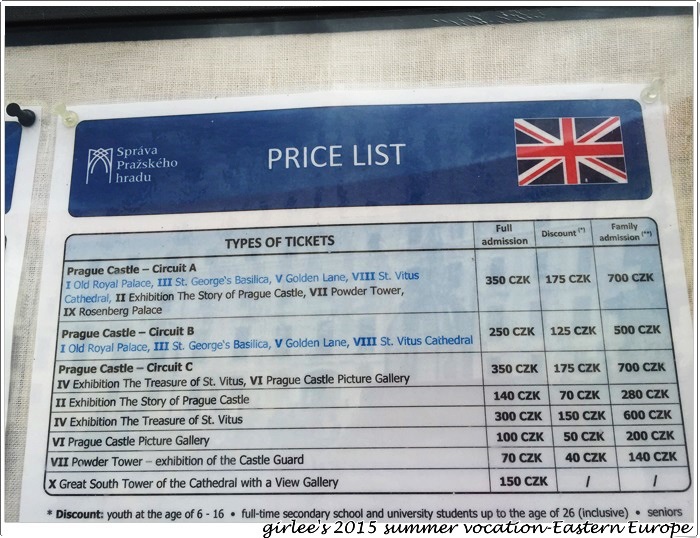 Správa
Pražského
hradu
PRICE LIST
TYPES OF TICKETS
Full admission
Discount (*)
Family admission (**)
Prague Castle – Circuit A
I Old Royal Palace, III St. George's Basilica, V Golden Lane, VIII St. Vitus
Cathedral, II Exhibition The Story of Prague Castle, VII Powder Tower,
IX Rosenberg Palace
350 CZK 175 CZK 700 CZK
Prague Castle – Circuit B
I Old Royal Palace, III St. George's Basilica, V Golden Lane, VIII St. Vitus Cathedral
250 CZK 125 CZK 500 CZK
Prague Castle – Circuit C
IV Exhibition The Treasure of St. Vitus, VI Prague Castle Picture Gallery
350 CZK 175 CZK 700 CZK
II Exhibition The Story of Prague Castle 140 CZK 70 CZK 280 CZK
IV Exhibition The Treasure of St. Vitus 300 CZK 150 CZK 600 CZK
VI Prague Castle Picture Gallery 100 CZK 50 CZK 200 CZK
VII Powder Tower – exhibition of the Castle Guard 70 CZK 40 CZK 140 CZK
X Great South Tower of the Cathedral with a View Gallery 150 CZK / /
* Discount: youth at the age of 6 - 16 • full-time secondary school and university students up to the age of 26 (inclusive) • seniors
girlee's 2015 summer vocation-Eastern Europe